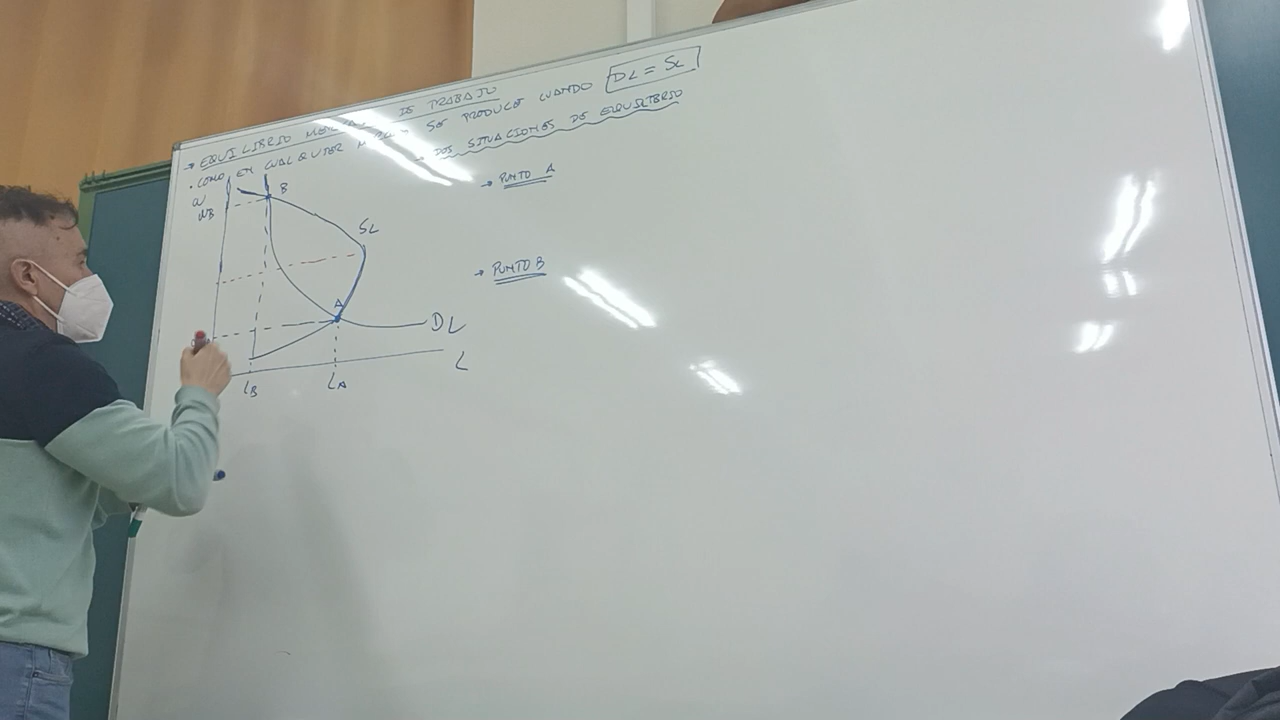 → EQUILIBRIO MERCADO DE TRABAJO
• COMO EN CUALQUIER SE PRODUCE CUANDO DL = SL
→ DOS SITUACIONES DE EQUILIBRIO
→ PUNTO A
→ PUNTO B
W
WB
B
SL
A
DL
L
LB
LA